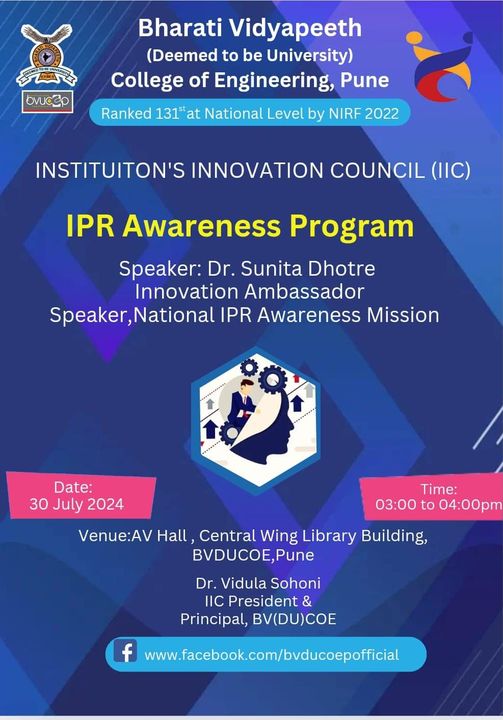 Bharati Vidyapeeth
(Deemed to be University)
College of Engineering, Pune
Ranked 131st at National Level by NIRF 2022
INSTITUITON'S INNOVATION COUNCIL (IIC)
IPR Awareness Program
Speaker: Dr. Sunita Dhotre
Innovation Ambassador
Speaker,National IPR Awareness Mission
Date:
30 July 2024
Time:
03:00 to 04:00pm
Venue:AV Hall , Central Wing Library Building,
BVDUCOE,Pune
Dr. Vidula Sohoni
IIC President &
Principal, BV(DU)COE
www.facebook.com/bvducoepofficial